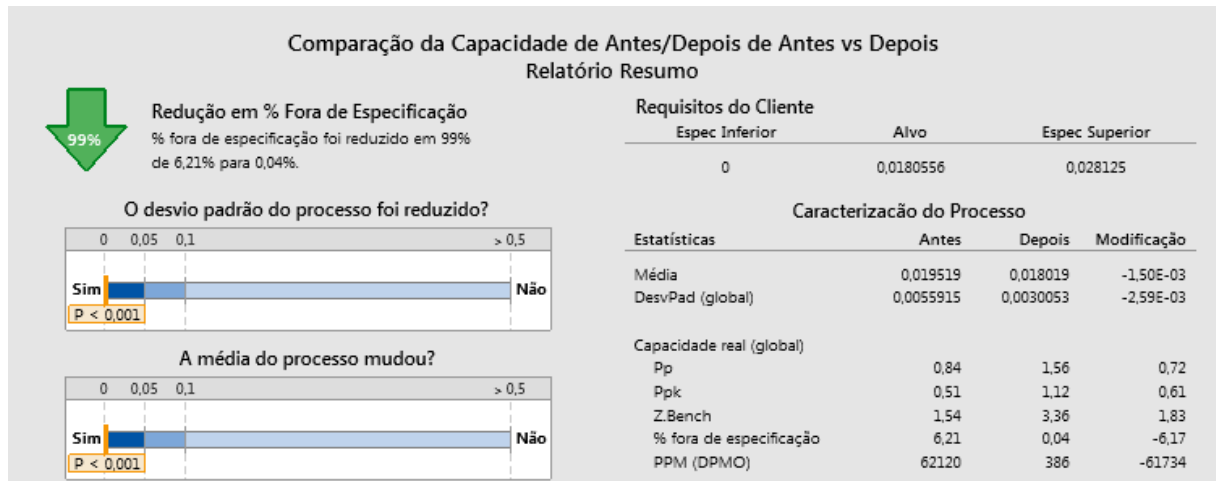 Comparação da Capacidade de Antes/Depois de Antes vs Depois
Relatório Resumo
99%
Redução em % Fora de Especificação
% fora de especificação foi reduzido em 99%
de 6,21% para 0,04%.
O desvio padrão do processo foi reduzido?
0 0,05 0,1 > 0,5
Sim Não
P < 0,001
A média do processo mudou?
0 0,05 0,1 > 0,5
Sim Não
P < 0,001
Requisitos do Cliente
Espec Inferior Alvo Espec Superior
0 0,0180556 0,028125
Caracterizacão do Processo
Estatísticas Antes Depois Modificação
Média 0,019519 0,018019 -1,50E-03
DesvPad (global) 0,0055915 0,0030053 -2,59E-03
Capacidade real (global)
Pp 0,84 1,56 0,72
Ppk 0,51 1,12 0,61
Z.Bench 1,54 3,36 1,83
% fora de especificação 6,21 0,04 -6,17
PPM (DPMO) 62120 386 -61734